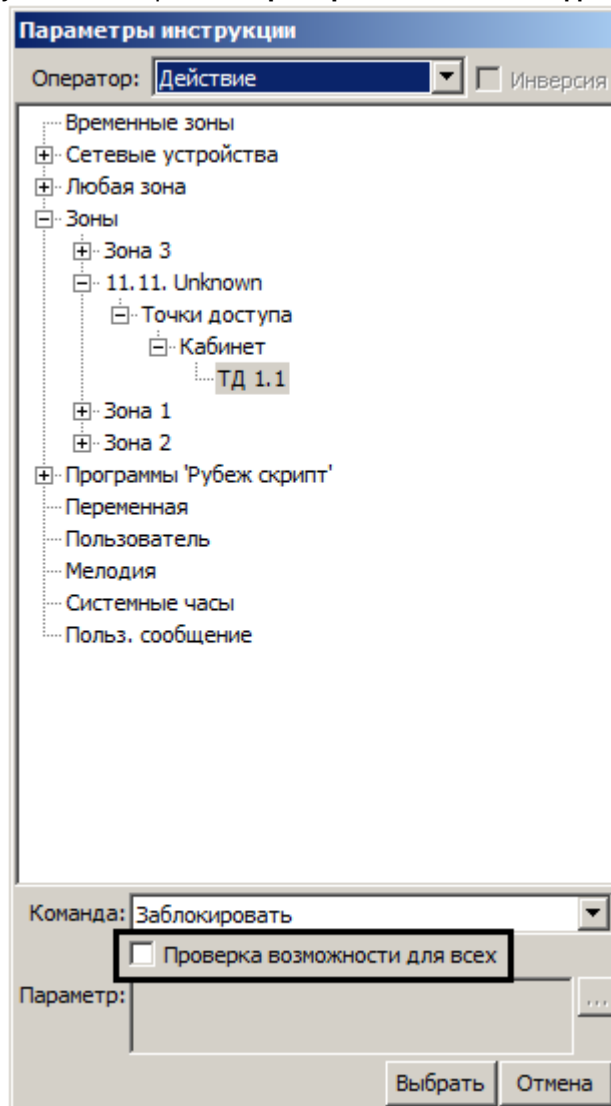 Параметры инструкции
Оператор: Действие Инверсия
Временные зоны
Сетевые устройства
Любая зона
Зоны
Зона 3
11.11. Unknown
Точки доступа
Кабинет
ТД 1.1
Зона 1
Зона 2
Программы 'Рубеж скрипт'
Переменная
Пользователь
Мелодия
Системные часы
Польз. сообщение
Команда: Заблокировать
Проверка возможности для всех
Параметр: ...
Выбрать Отмена